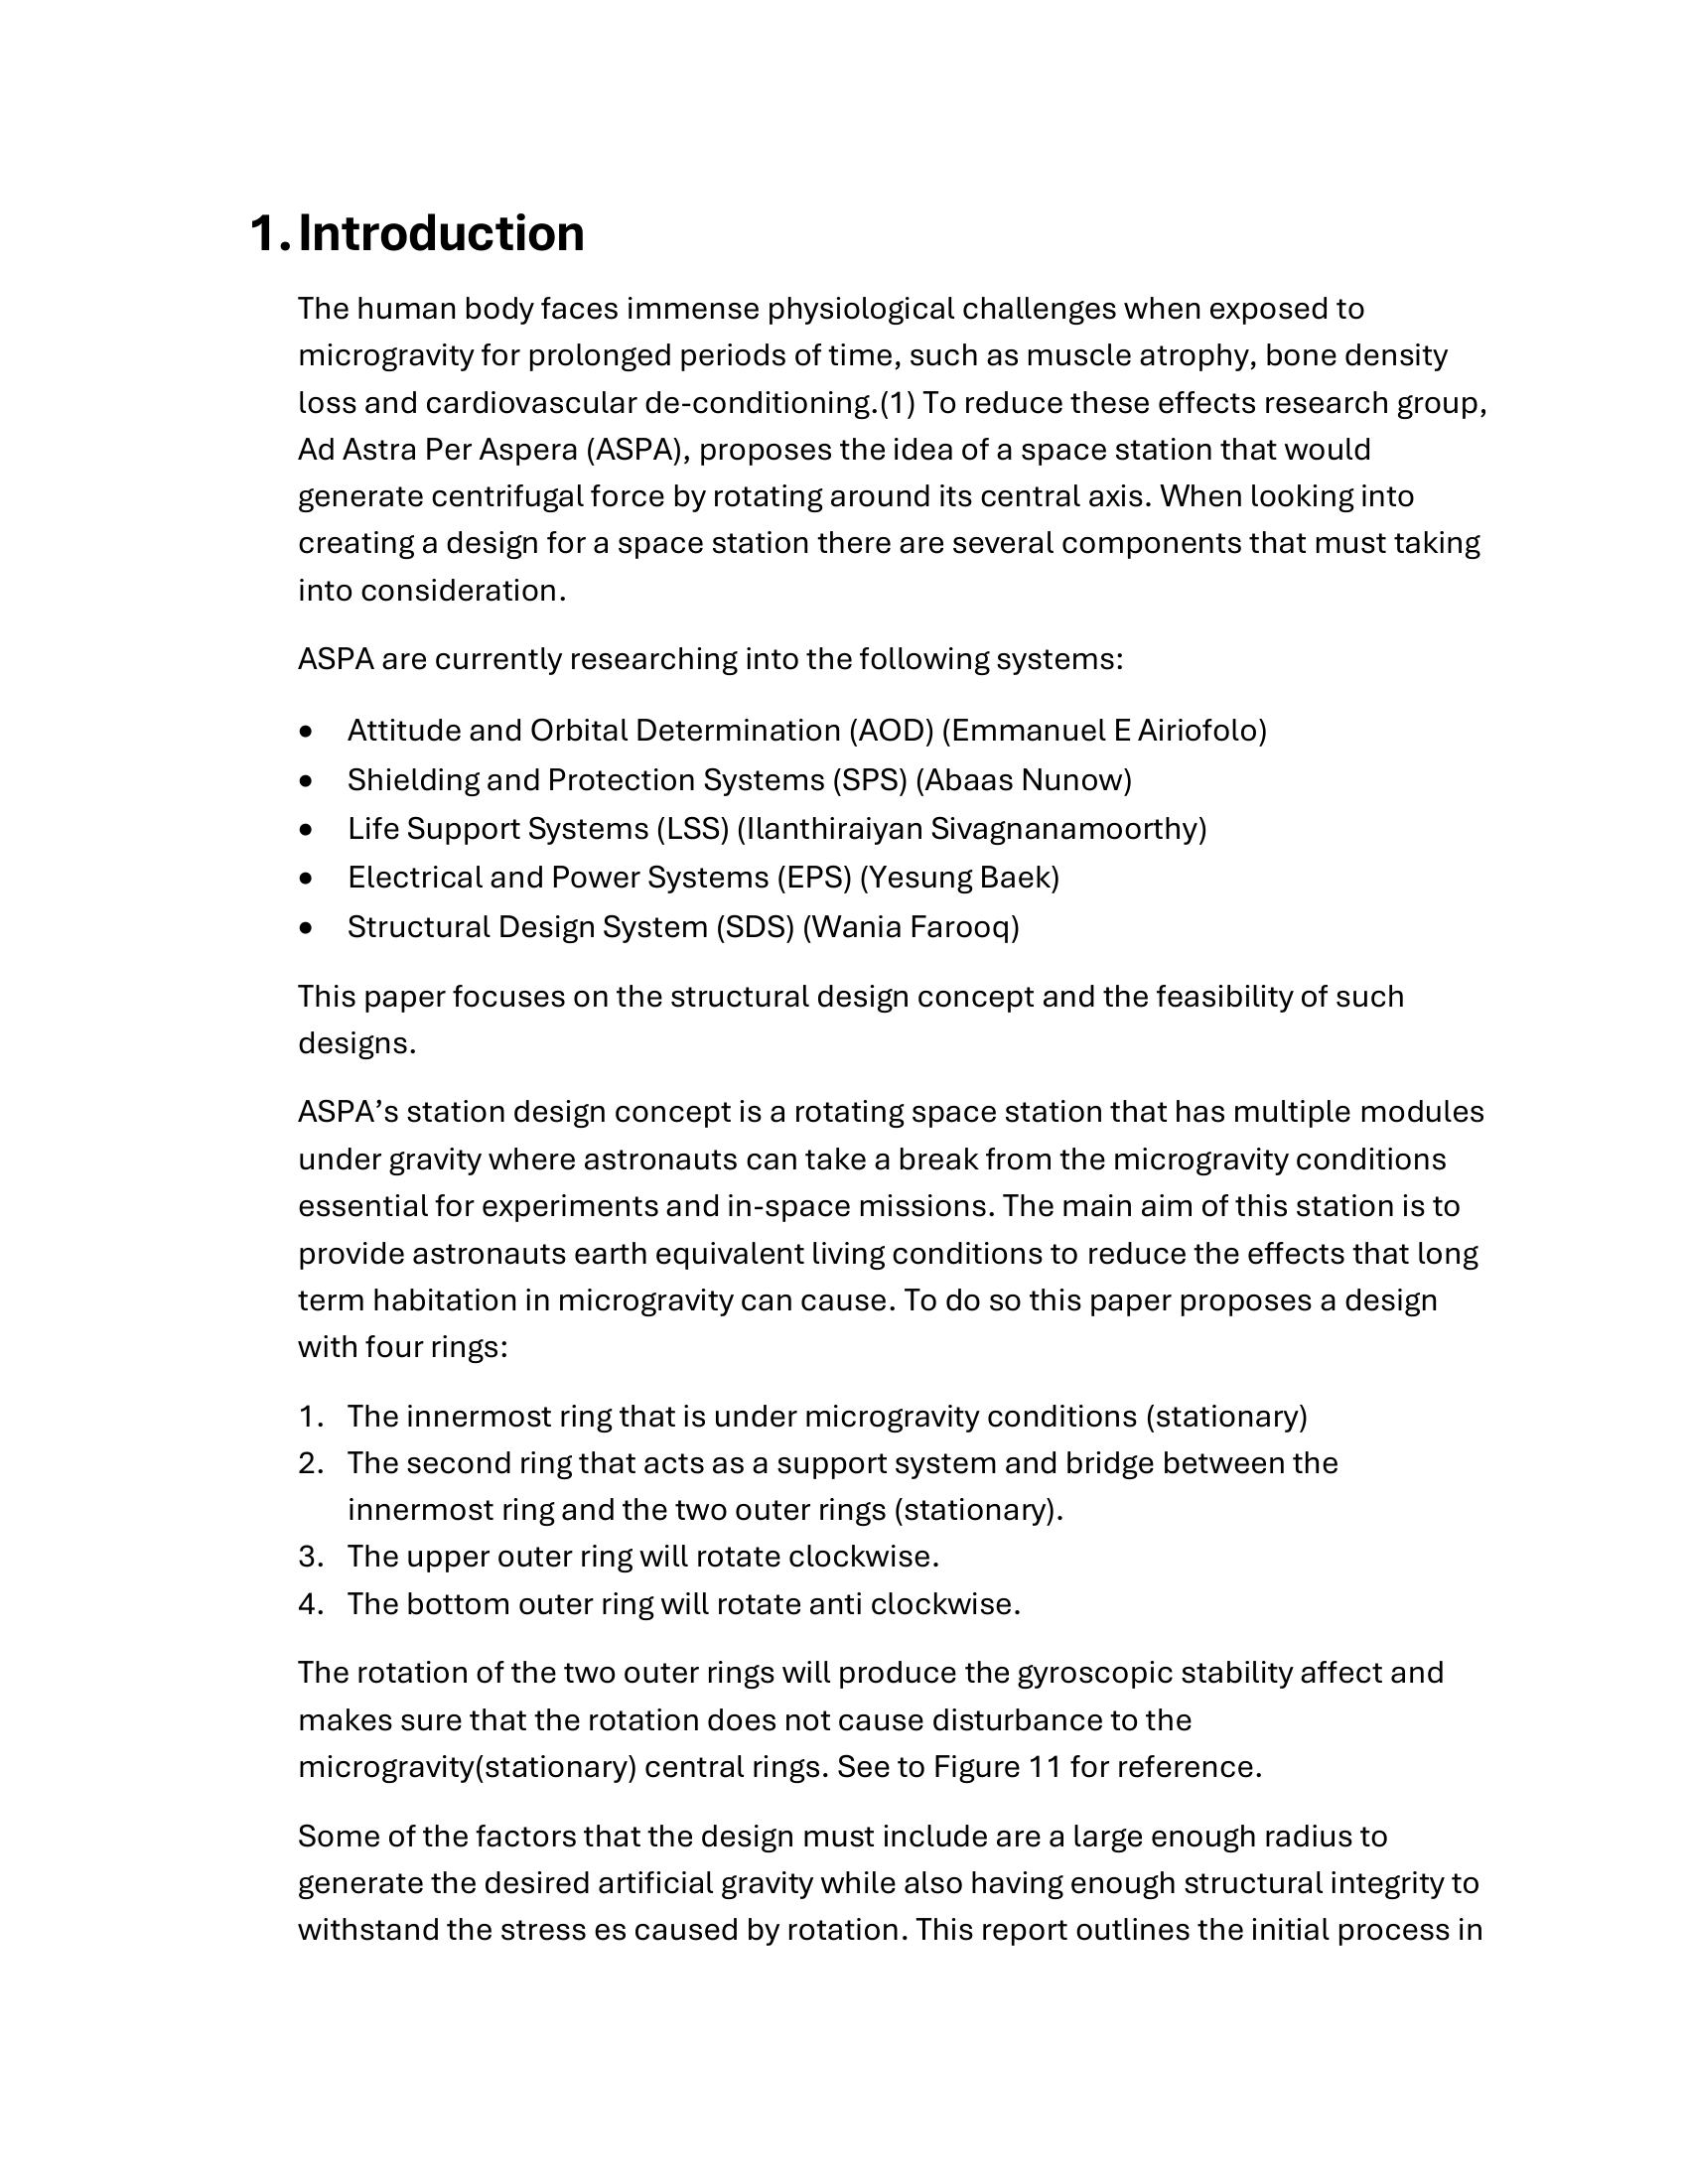 1. Introduction
The human body faces immense physiological challenges when exposed to
microgravity for prolonged periods of time, such as muscle atrophy, bone density
loss and cardiovascular de-conditioning.(1) To reduce these effects research group,
Ad Astra Per Aspera (ASPA), proposes the idea of a space station that would
generate centrifugal force by rotating around its central axis. When looking into
creating a design for a space station there are several components that must taking
into consideration.
ASPA are currently researching into the following systems:
• Attitude and Orbital Determination (AOD) (Emmanuel E Airiofolo)
• Shielding and Protection Systems (SPS) (Abaas Nunow)
• Life Support Systems (LSS) (Ilanthiraiyan Sivagnanamoorthy)
• Electrical and Power Systems (EPS) (Yesung Baek)
• Structural Design System (SDS) (Wania Farooq)
This paper focuses on the structural design concept and the feasibility of such
designs.
ASPA’s station design concept is a rotating space station that has multiple modules
under gravity where astronauts can take a break from the microgravity conditions
essential for experiments and in-space missions. The main aim of this station is to
provide astronauts earth equivalent living conditions to reduce the effects that long
term habitation in microgravity can cause. To do so this paper proposes a design
with four rings:
1. The innermost ring that is under microgravity conditions (stationary)
2. The second ring that acts as a support system and bridge between the
innermost ring and the two outer rings (stationary).
3. The upper outer ring will rotate clockwise.
4. The bottom outer ring will rotate anti clockwise.
The rotation of the two outer rings will produce the gyroscopic stability affect and
makes sure that the rotation does not cause disturbance to the
microgravity(stationary) central rings. See to Figure 11 for reference.
Some of the factors that the design must include are a large enough radius to
generate the desired artificial gravity while also having enough structural integrity to
withstand the stress es caused by rotation. This report outlines the initial process in